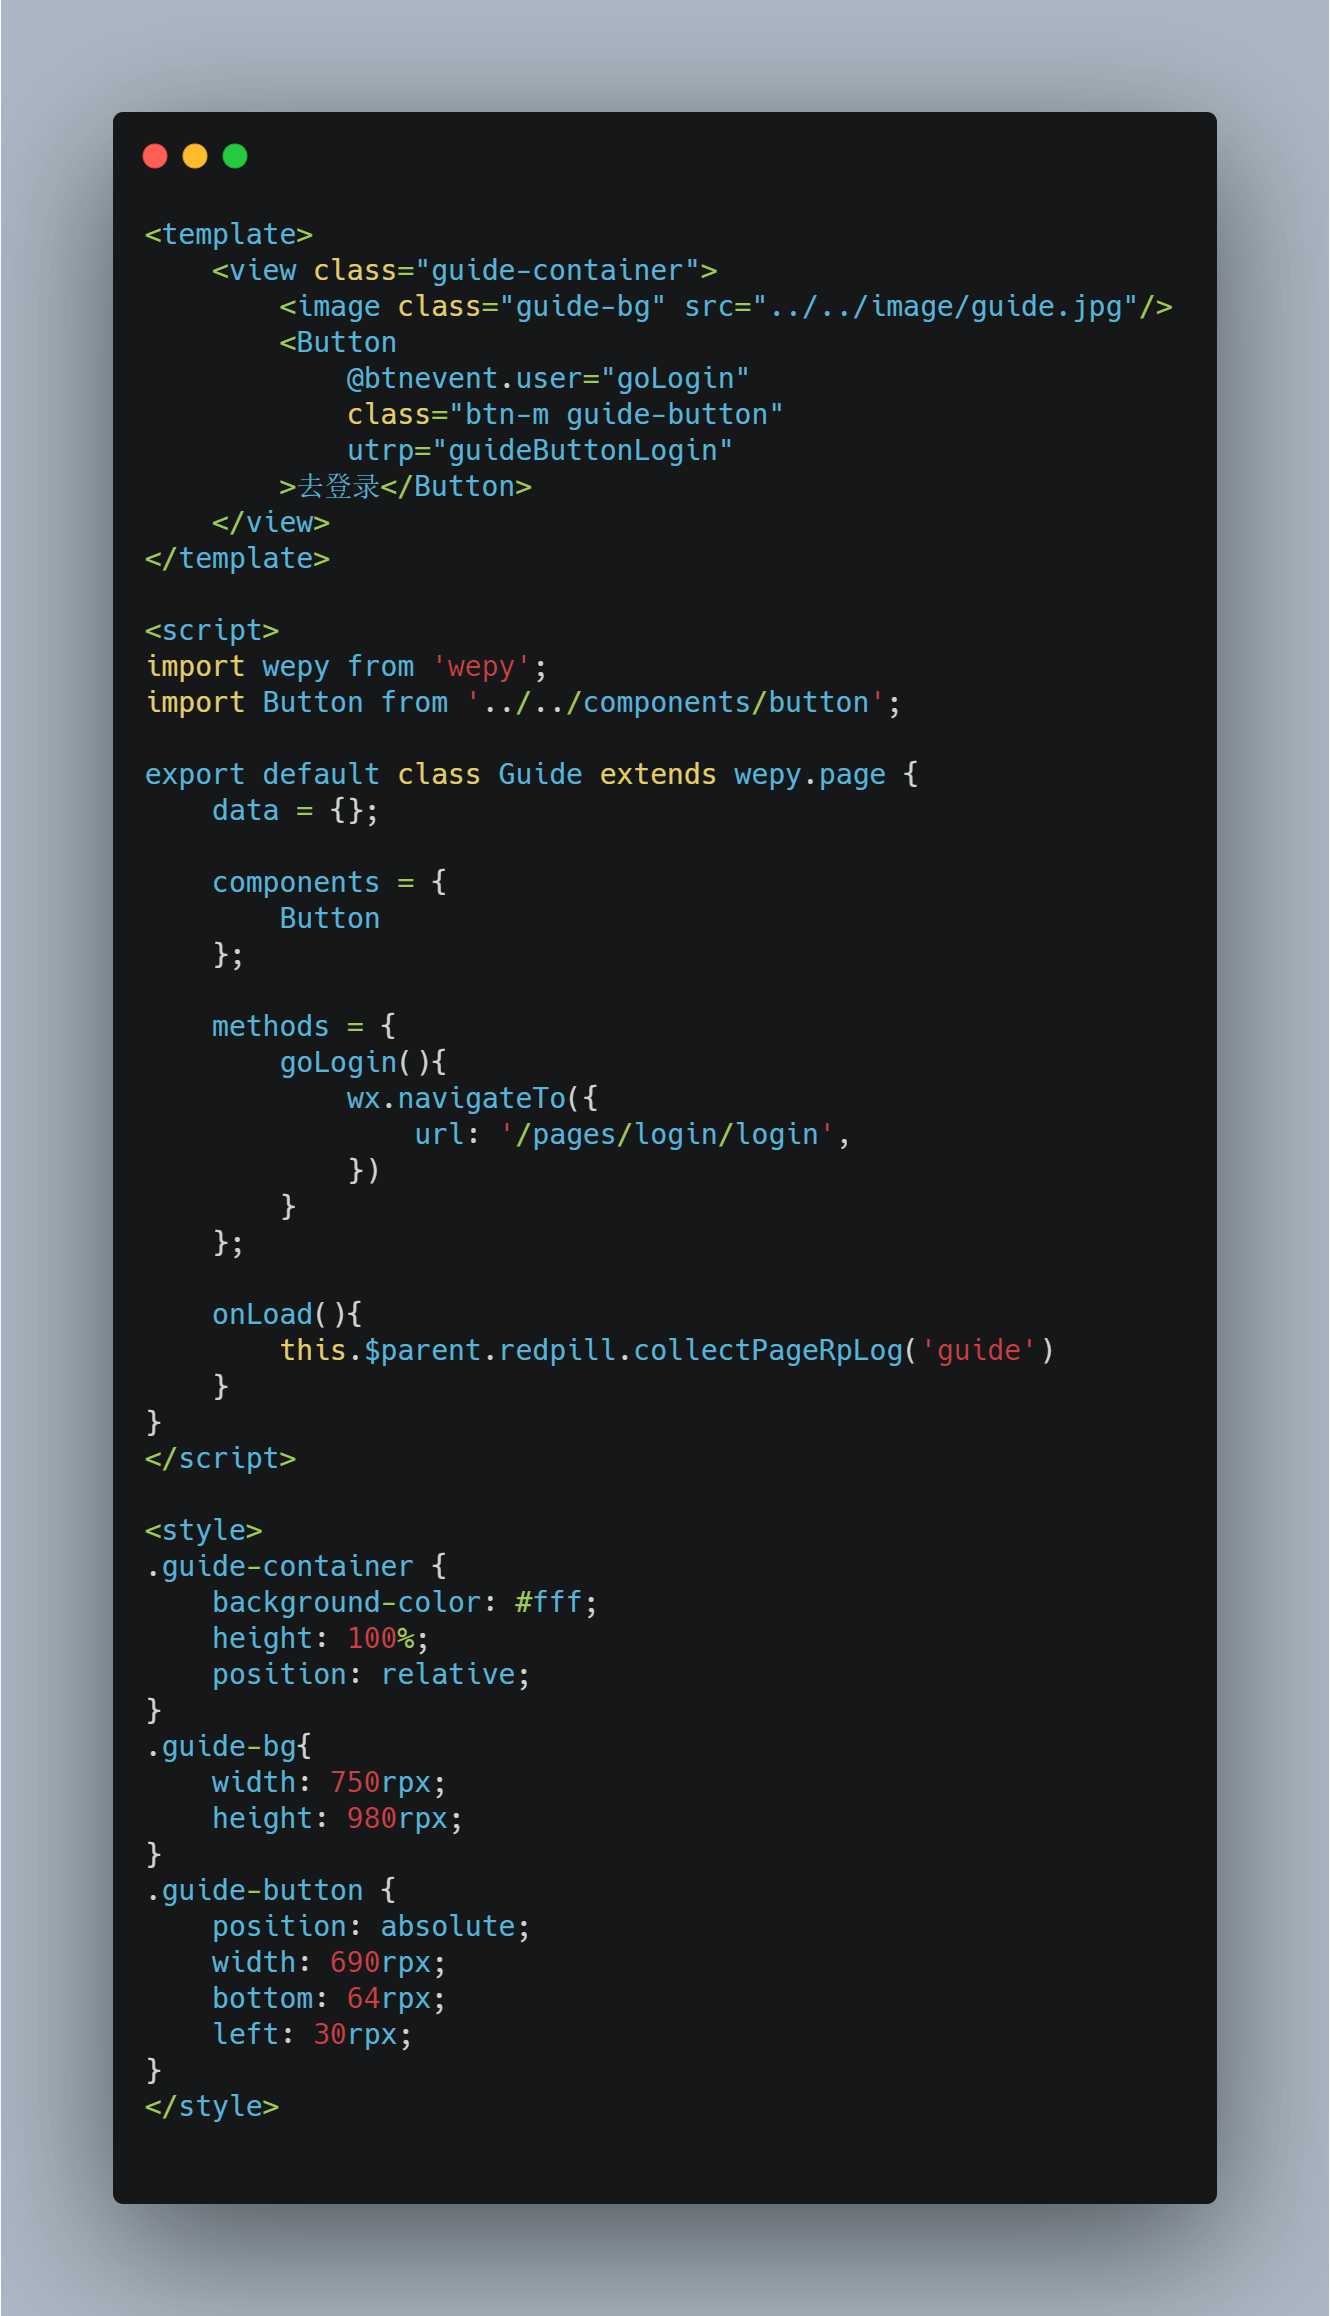 <template>
    <view class="guide-container">
        <image class="guide-bg" src="../../image/guide.jpg"/>
        <Button
            @btnevent.user="goLogin"
            class="btn-m guide-button"
            utrp="guideButtonLogin"
        >去登录</Button>
    </view>
</template>

<script>
import wepy from 'wepy';
import Button from '../../components/button';

export default class Guide extends wepy.page {
    data = {};

    components = {
        Button
    };

    methods = {
        goLogin(){
            wx.navigateTo({
                url: '/pages/login/login',
            })
        }
    };

    onLoad(){
        this.$parent.redpill.collectPageRpLog('guide')
    }
}
</script>

<style>
.guide-container {
    background-color: #fff;
    height: 100%;
    position: relative;
}
.guide-bg{
    width: 750rpx;
    height: 980rpx;
}
.guide-button {
    position: absolute;
    width: 690rpx;
    bottom: 64rpx;
    left: 30rpx;
}
</style>